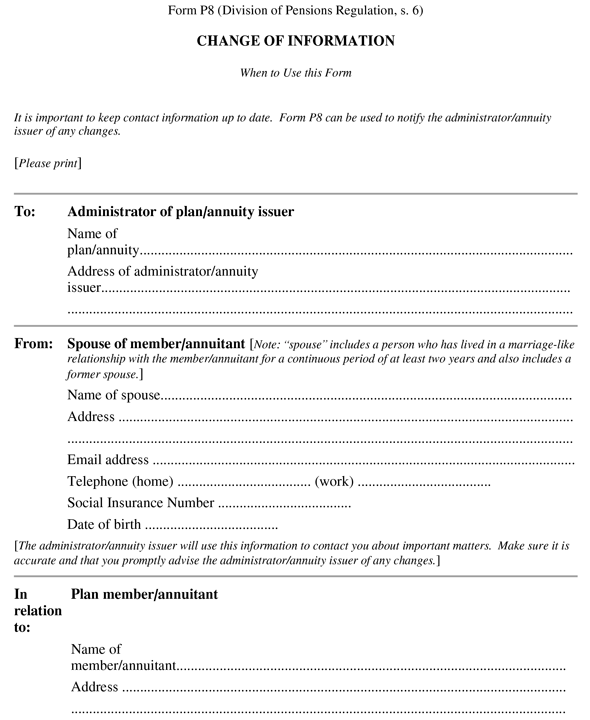 Form P8 (Division of Pensions Regulation, s. 6)
CHANGE OF INFORMATION
When to Use this Form
It is important to keep contact information up to date.  Form P8 can be used to notify the administrator/annuity
issuer of any changes.
[Please print]
To: Administrator of plan/annuity issuer
Name of
plan/annuity........................................................................................................................
Address of administrator/annuity
issuer.................................................................................................................................
...........................................................................................................................................
From: Spouse of member/annuitant [Note: “spouse” includes a person who has lived in a marriage-like
relationship with the member/annuitant for a continuous period of at least two years and also includes a
former spouse.]
Name of spouse.................................................................................................................
Address .............................................................................................................................
...........................................................................................................................................
Email address ....................................................................................................................
Telephone (home) ..................................... (work) .....................................
Social Insurance Number .....................................
Date of birth .....................................
[The administrator/annuity issuer will use this information to contact you about important matters.  Make sure it is
accurate and that you promptly advise the administrator/annuity issuer of any changes.]
In Plan member/annuitant
relation
to:
Name of
member/annuitant...........................................................................................................
Address ..........................................................................................................................
........................................................................................................................................